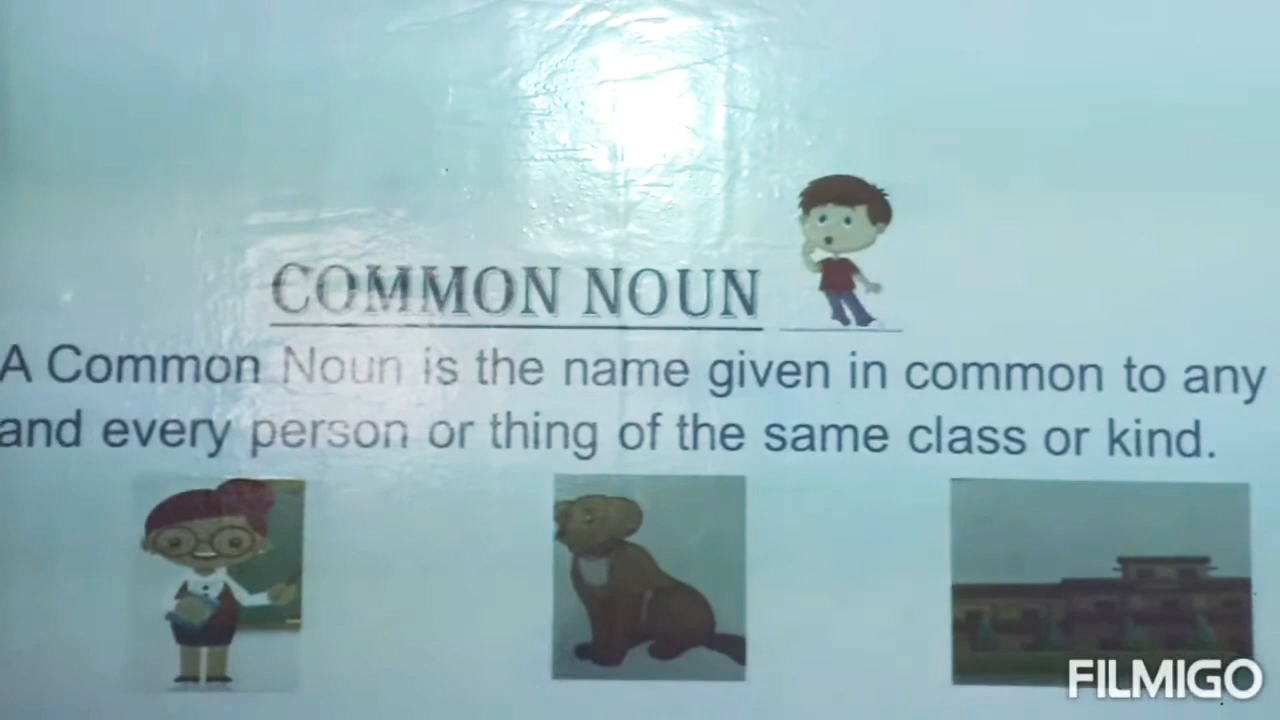 COMMON NOUN
A Common Noun is the name given in common to any
and every person or thing of the same class or kind.
FILMIGO